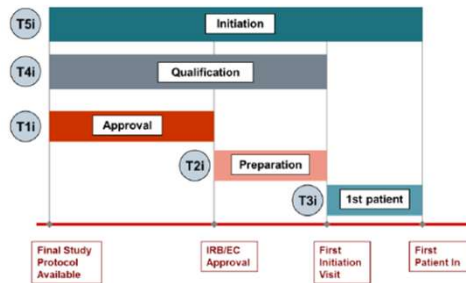 T5i
Initiation
T4i
Qualification
T1i
Approval
T2i
Preparation
T3i
1st patient
Final Study
Protocol
Available
IRB/EC
Approval
First
Initiation
Visit
First
Patient In